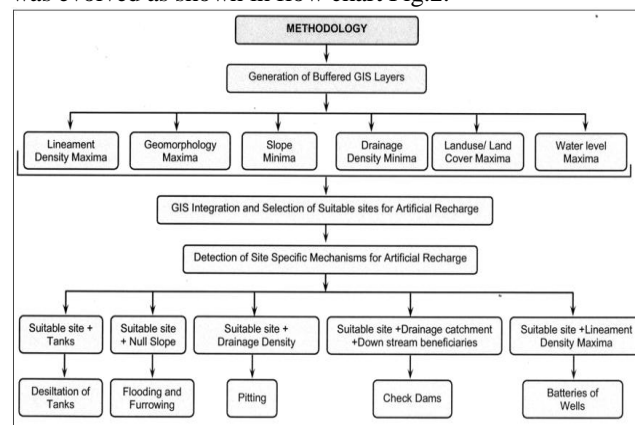 was evolved as shown in flow chart Fig.2.
METHODOLOGY
Generation of Buffered GIS Layers
Lineament
Density Maxima
Geomorphology
Maxima
Slope
Minima
Drainage
Density Minima
Landuse/ Land
Cover Maxima
Water level
Maxima
GIS Integration and Selection of Suitable sites for Artificial Recharge
Detection of Site Specific Mechanisms for Artificial Recharge
Suitable site +
Tanks
Suitable site
+ Null Slope
Suitable site +
Drainage Density
Suitable site +Drainage catchment
+Down stream beneficiaries
Suitable site +Lineament
Density Maxima
Desiltation of
Tanks
Flooding and
Furrowing
Pitting
Check Dams
Batteries of
Wells